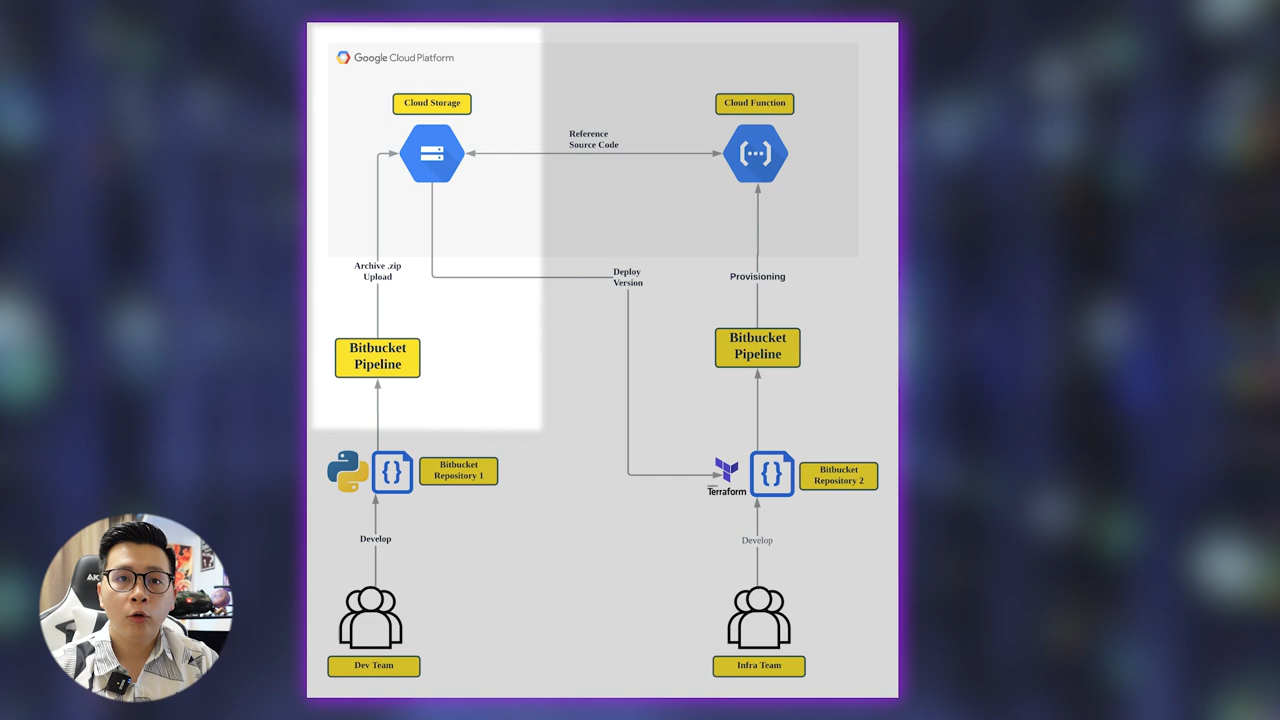 Google Cloud Platform
Cloud Storage
Cloud Function
Reference
Source Code
Archive .zip
Upload
Deploy
Version
Provisioning
Bitbucket
Pipeline
Bitbucket
Pipeline
Bitbucket
Repository 1
Terraform
Bitbucket
Repository 2
Develop
Develop
Dev Team
Infra Team